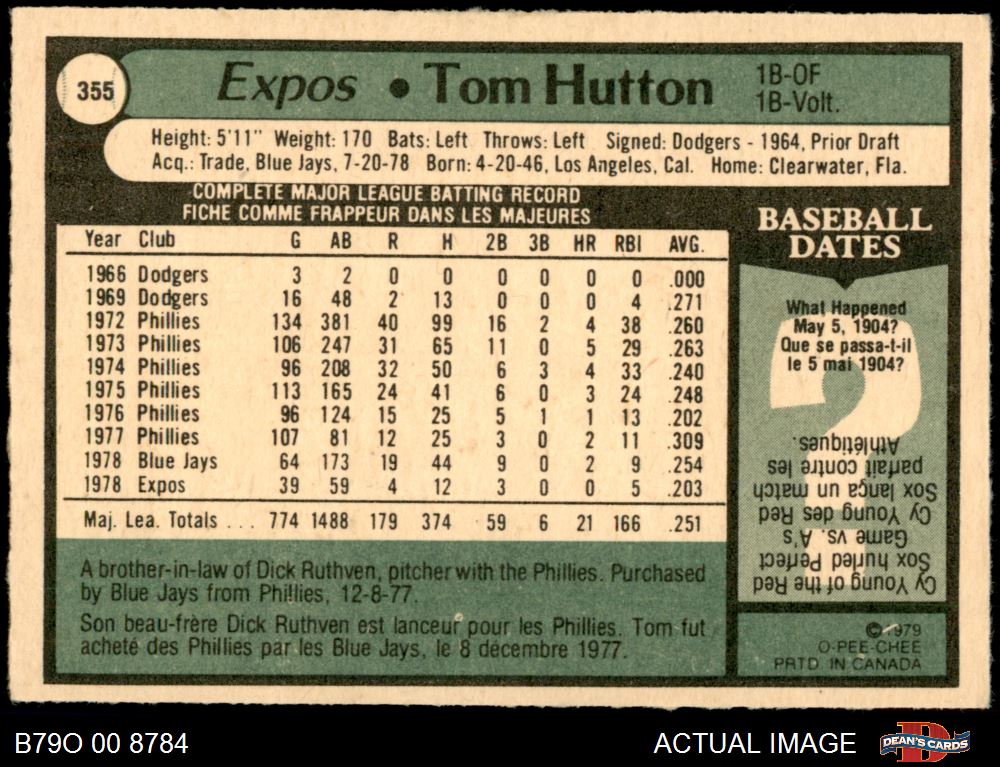 355
Expos • Tom Hutton
1B-OF
1B-Volt.
Height: 5'11" Weight: 170 Bats: Left Throws: Left Signed: Dodgers - 1964, Prior Draft
Acq.: Trade, Blue Jays, 7-20-78 Born: 4-20-46, Los Angeles, Cal. Home: Clearwater, Fla.
COMPLETE MAJOR LEAGUE BATTING RECORD
FICHE COMME FRAPPEUR DANS LES MAJEURES
Year Club G AB R H 2B 3B HR RBI AVG.
1966 Dodgers 3 2 0 0 0 0 0 0 .000
1969 Dodgers 16 48 2 13 0 0 0 4 .271
1972 Phillies 134 381 40 99 16 2 4 38 .260
1973 Phillies 106 247 31 65 11 0 5 29 .263
1974 Phillies 96 208 32 50 6 3 4 33 .240
1975 Phillies 113 165 24 41 6 0 3 24 .248
1976 Phillies 96 124 15 25 5 1 1 13 .202
1977 Phillies 107 81 12 25 3 0 2 11 .309
1978 Blue Jays 64 173 19 44 9 0 2 9 .254
1978 Expos 39 59 4 12 3 0 0 5 .203
Maj. Lea. Totals ... 774 1488 179 374 59 6 21 166 .251
A brother-in-law of Dick Ruthven, pitcher with the Phillies. Purchased
by Blue Jays from Phillies, 12-8-77.
Son beau-frère Dick Ruthven est lanceur pour les Phillies. Tom fut
acheté des Phillies par les Blue Jays, le 8 décembre 1977.
BASEBALL
DATES
What Happened
May 5, 1904?
Que se passa-t-il
le 5 mai 1904?
Cy Young of the Red
Sox hurled Perfect
Game vs. A's.
Cy Young des Red
Sox lança un match
parfait contre les
Athlétiques.
© 1979
O-PEE-CHEE
PRTD. IN CANADA
B79O 00 8784
ACTUAL IMAGE
D
DEAN'S CARDS